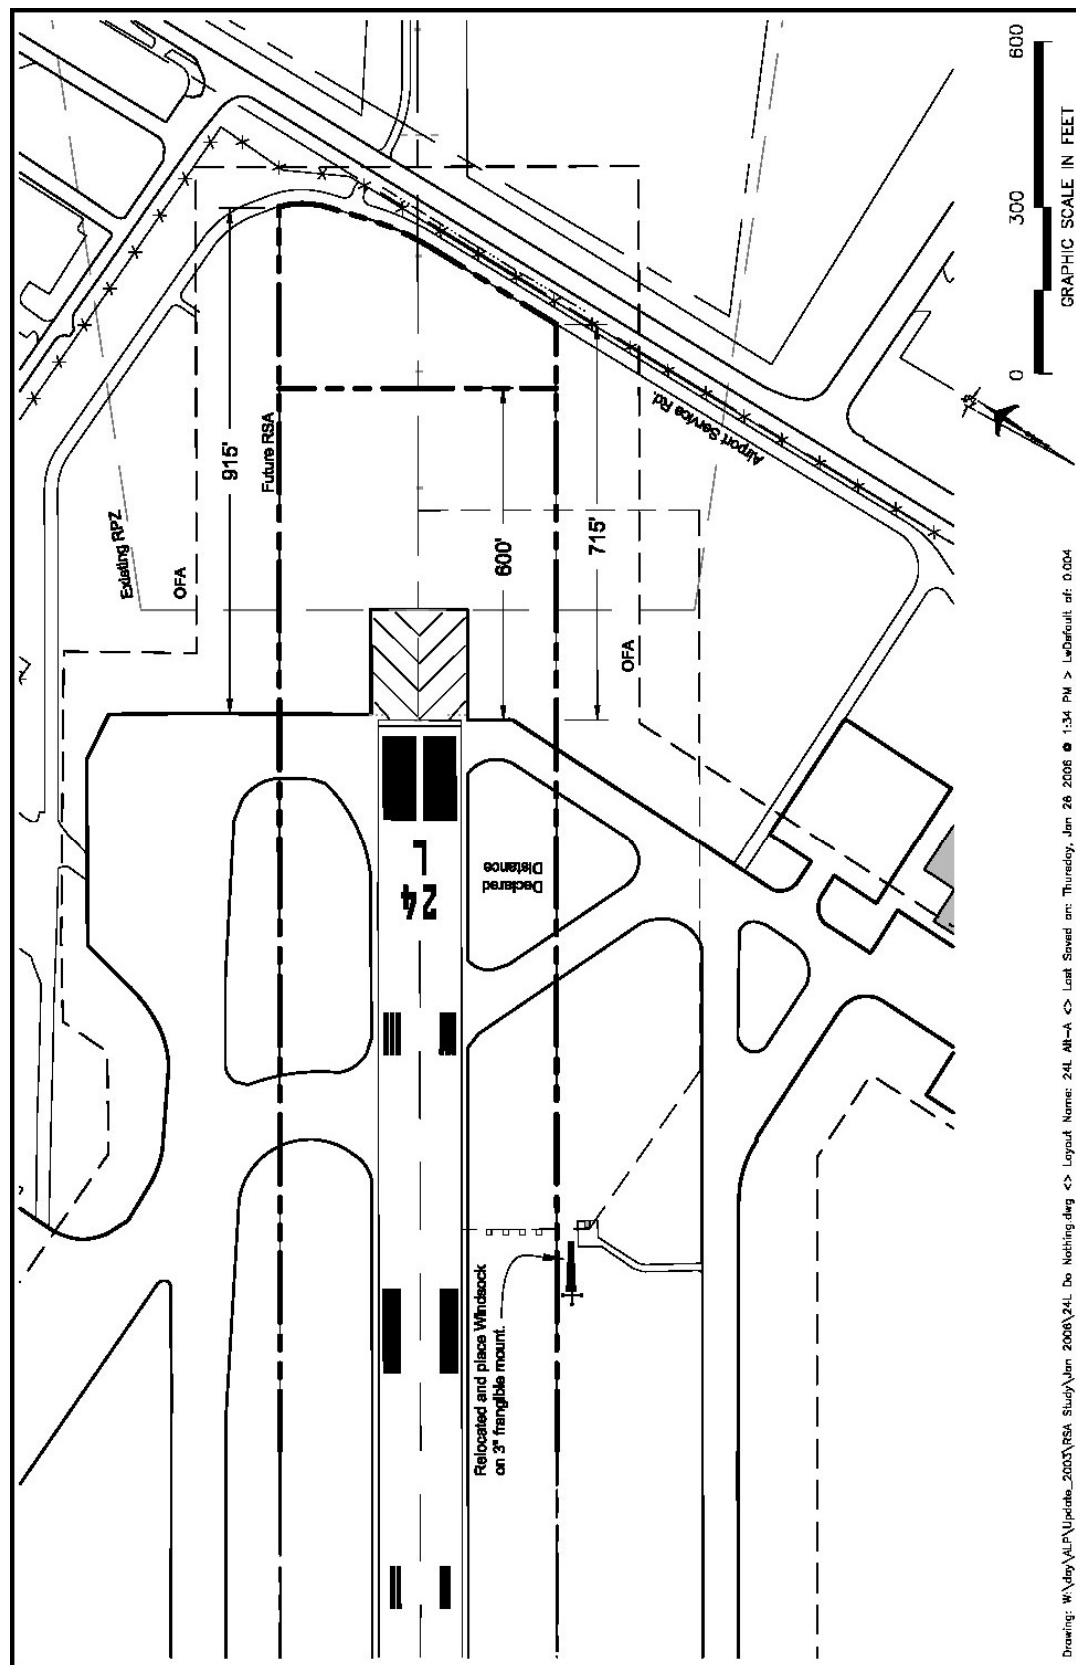 600
300
0
GRAPHIC SCALE IN FEET
Existing RPZ
OFA
915'
Future RSA
600'
715'
OFA
Airport Service Rd.
24
L
Declared
Distance
Relocated and place Windsock
on 3" frangible mount.
Drawing: W:\day\ALP\Update_2003\RSA Study\Jan 2006\24L Do Nothing.dwg <> Layout Name: 24L Alt-A <> Last Saved on: Thursday, Jan 26 2006 @ 1:34 PM > LwDefault of: 0.004